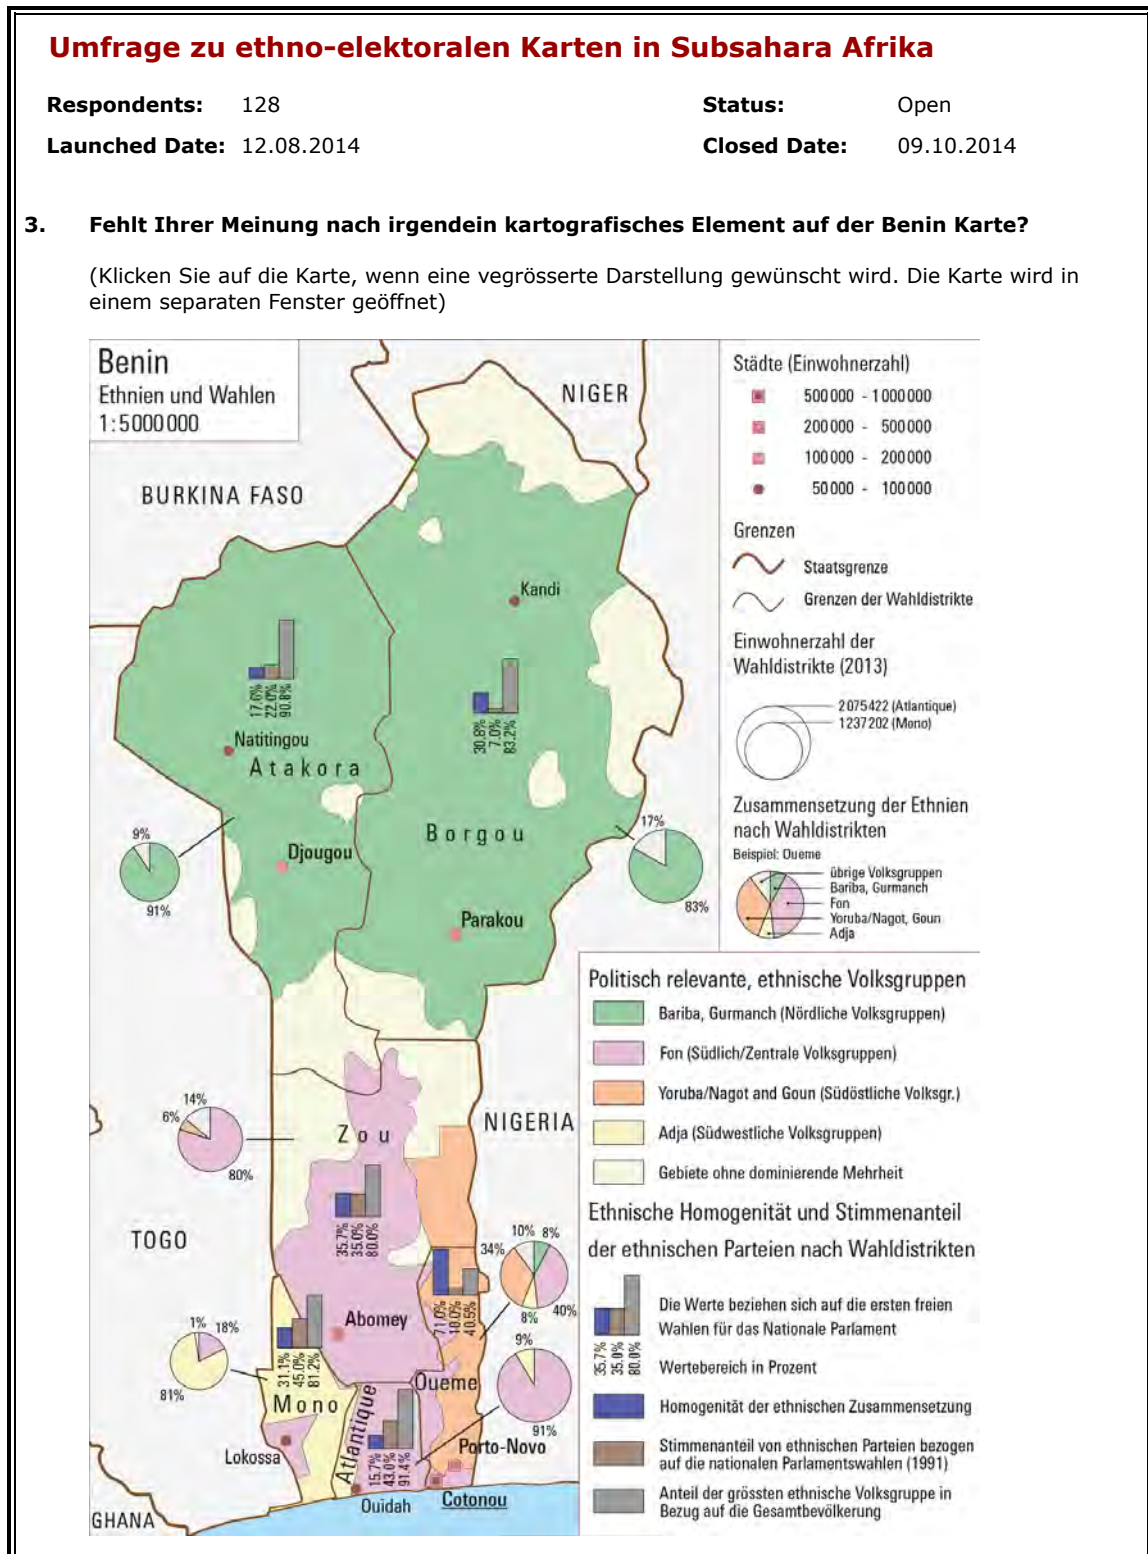 Umfrage zu ethno-elektoralen Karten in Subsahara Afrika
Respondents: 128 Status: Open
Launched Date: 12.08.2014 Closed Date: 09.10.2014
3. Fehlt Ihrer Meinung nach irgendein kartografisches Element auf der Benin Karte?
(Klicken Sie auf die Karte, wenn eine vegrösserte Darstellung gewünscht wird. Die Karte wird in
einem separaten Fenster geöffnet)
Benin
Ethnien und Wahlen
1:5000000
NIGER
BURKINA FASO
Kandi
17.6%
22.0%
90.8%
30.8%
7.0%
83.2%
Natitingou
Atakora
Borgou
9%
91%
Djougou
17%
83%
Parakou
14%
6%
80%
Zou
NIGERIA
35.7%
35.0%
80.0%
TOGO
10% 8%
34%
40%
8%
71.0%
10.0%
40.5%
Abomey
1% 18%
81%
31.1%
45.0%
81.2%
9%
91%
Mono
Oueme
Atlantique
15.7%
43.0%
91.4%
Lokossa
Porto-Novo
Ouidah
Cotonou
GHANA
Städte (Einwohnerzahl)
500000 - 1000000
200000 - 500000
100000 - 200000
50000 - 100000
Grenzen
Staatsgrenze
Grenzen der Wahldistrikte
Einwohnerzahl der
Wahldistrikte (2013)
2075422 (Atlantique)
1237202 (Mono)
Zusammensetzung der Ethnien
nach Wahldistrikten
Beispiel: Oueme
übrige Volksgruppen
Bariba, Gurmanch
Fon
Yoruba/Nagot, Goun
Adja
Politisch relevante, ethnische Volksgruppen
Bariba, Gurmanch (Nördliche Volksgruppen)
Fon (Südlich/Zentrale Volksgruppen)
Yoruba/Nagot and Goun (Südöstliche Volksgr.)
Adja (Südwestliche Volksgruppen)
Gebiete ohne dominierende Mehrheit
Ethnische Homogenität und Stimmenanteil
der ethnischen Parteien nach Wahldistrikten
Die Werte beziehen sich auf die ersten freien
Wahlen für das Nationale Parlament
35.7%
35.0%
80.0%
Wertebereich in Prozent
Homogenität der ethnischen Zusammensetzung
Stimmenanteil von ethnischen Parteien bezogen
auf die nationalen Parlamentswahlen (1991)
Anteil der grössten ethnische Volksgruppe in
Bezug auf die Gesamtbevölkerung